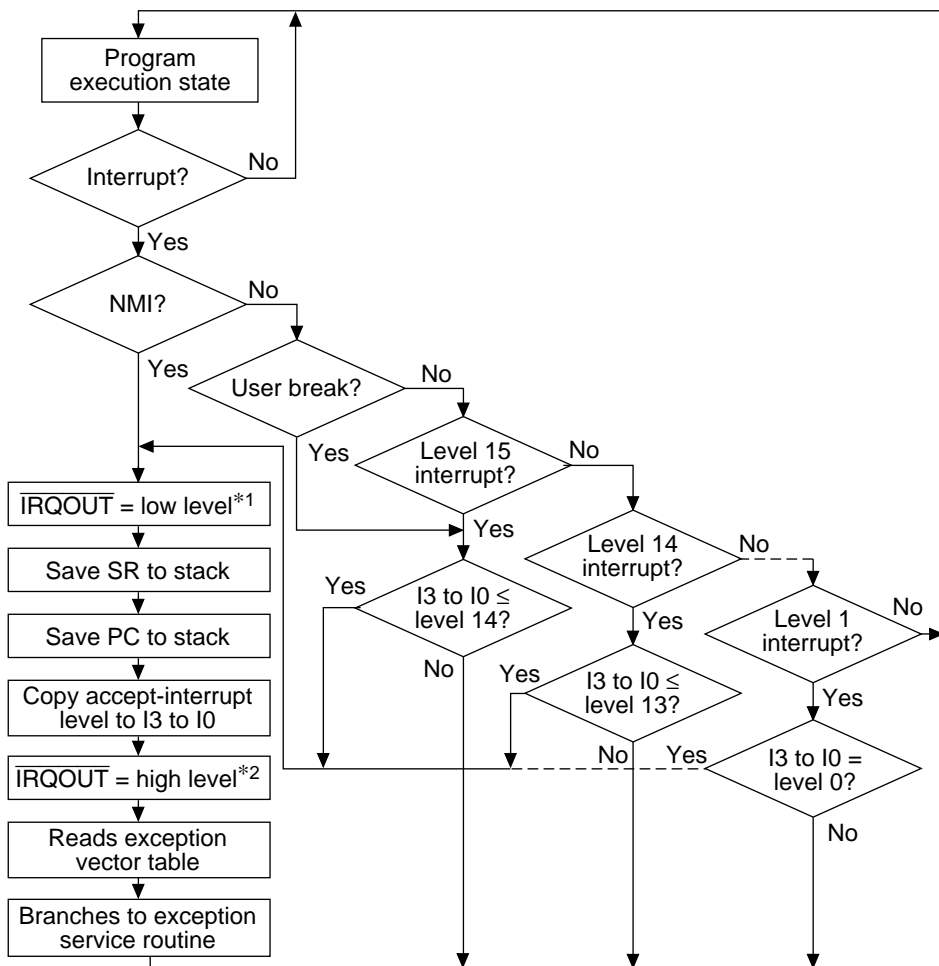 Program
execution state
No
Interrupt?
Yes
NMI?
No
Yes
User break?
No
Yes
Level 15
interrupt?
No
Yes
IRQOUT = low level*1
Level 14
interrupt?
No
Save SR to stack
Yes
I3 to I0 ≤
level 14?
Level 1
interrupt?
No
Save PC to stack
No
Yes
Yes
I3 to I0 ≤
level 13?
Copy accept-interrupt
level to I3 to I0
Yes
No
Yes
I3 to I0 =
level 0?
IRQOUT = high level*2
No
Reads exception
vector table
Branches to exception
service routine